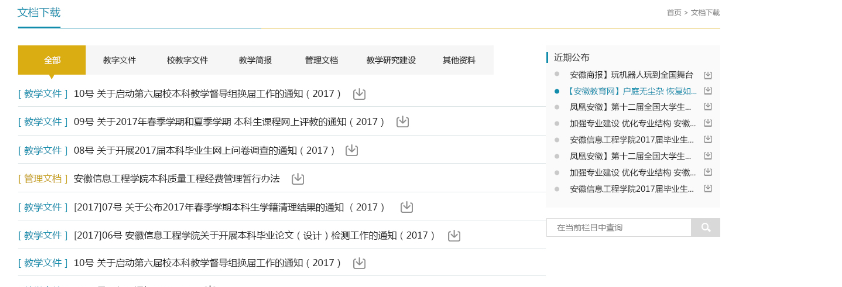 文档下载
首页 > 文档下载
全部 教字文件 校教字文件 教学简报 管理文档 教学研究建设 其他资料
[ 教学文件 ] 10号 关于启动第六届校本科教学督导组换届工作的通知（2017 ）
[ 教学文件 ] 09号 关于2017年春季学期和夏季学期 本科生课程网上评教的通知（2017 ）
[ 教学文件 ] 08号 关于开展2017届本科毕业生网上问卷调查的通知（2017 ）
[ 管理文档 ] 安徽信息工程学院本科质量工程经费管理暂行办法
[ 教学文件 ] [2017]07号 关于公布2017年春季学期本科生学籍清理结果的通知 （ 2017 ）
[ 教学文件 ] [2017]06号 安徽信息工程学院关于开展本科毕业论文（设计）检测工作的通知（2017 ）
[ 教学文件 ] 10号 关于启动第六届校本科教学督导组换届工作的通知（2017 ）
近期公布
安徽商报】玩机器人玩到全国舞台
【安徽教育网】户庭无尘杂 恢复如...
凤凰安徽】第十二届全国大学生...
加强专业建设 优化专业结构 安徽...
安徽信息工程学院2017届毕业生...
凤凰安徽】第十二届全国大学生...
加强专业建设 优化专业结构 安徽...
安徽信息工程学院2017届毕业生...
在当前栏目中查询